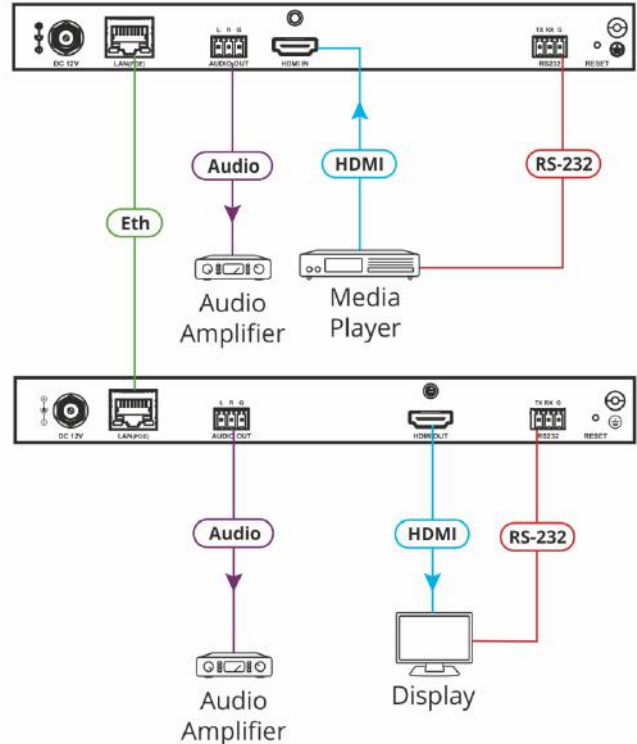 L R G
TX RX G
DC 12V
LAN(POE)
AUDIO OUT
HDMI IN
RS232
RESET
Audio
HDMI
RS-232
Eth
Audio
Amplifier
Media
Player
L R G
TX RX G
DC 12V
LAN(POE)
AUDIO OUT
HDMI OUT
RS232
RESET
Audio
HDMI
RS-232
Audio
Amplifier
Display